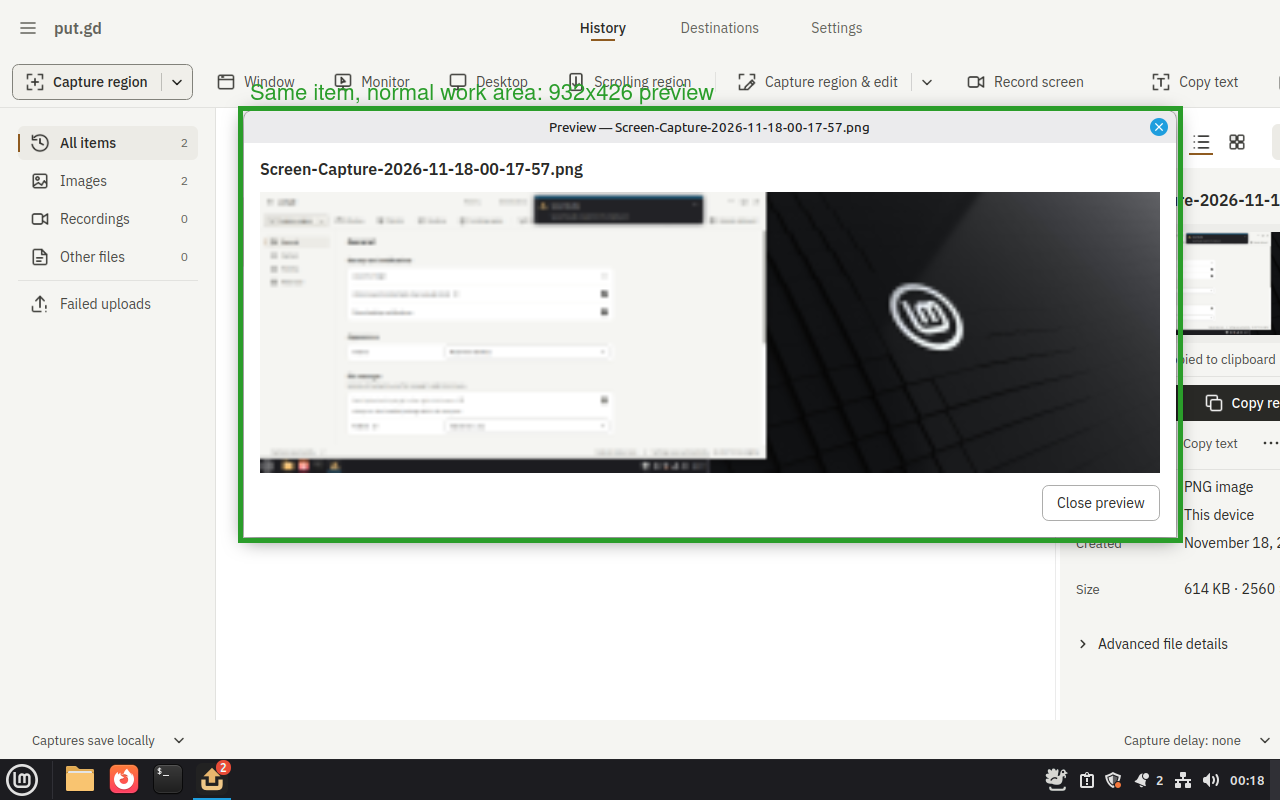 put.gd
History
Destinations
Settings
Capture region
Window
Monitor
Desktop
Scrolling region
Capture region & edit
Record screen
Copy text
Same item, normal work area: 932x426 preview
All items 2
Images 2
Recordings 0
Other files 0
Failed uploads
Preview — Screen-Capture-2026-11-18-00-17-57.png
Screen-Capture-2026-11-18-00-17-57.png
Close preview
re-2026-11-1
pied to clipboard
Copy re
Copy text
PNG image
This device
Created November 18, 2
Size 614 KB · 2560
Advanced file details
Captures save locally
Capture delay: none
2
2
00:18